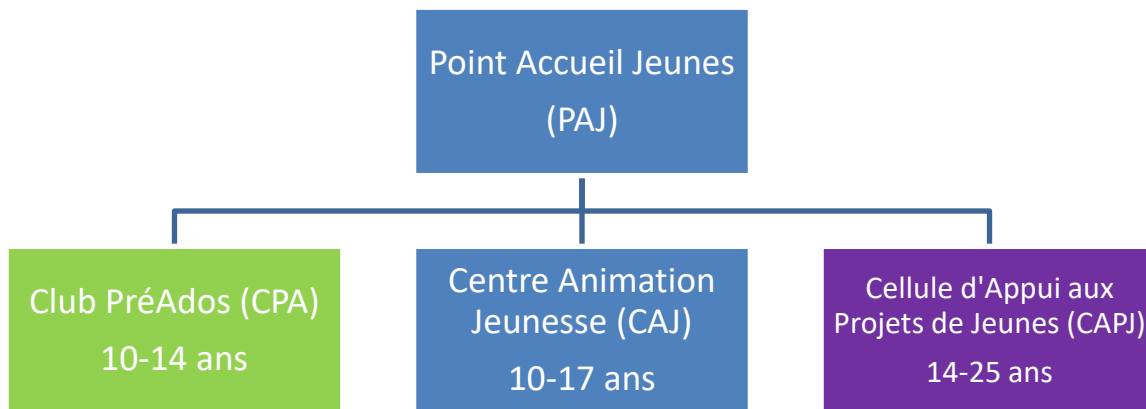 Point Accueil Jeunes
(PAJ)
Club PréAdos (CPA)
10-14 ans
Centre Animation
Jeunesse (CAJ)
10-17 ans
Cellule d'Appui aux
Projets de Jeunes (CAPJ)
14-25 ans